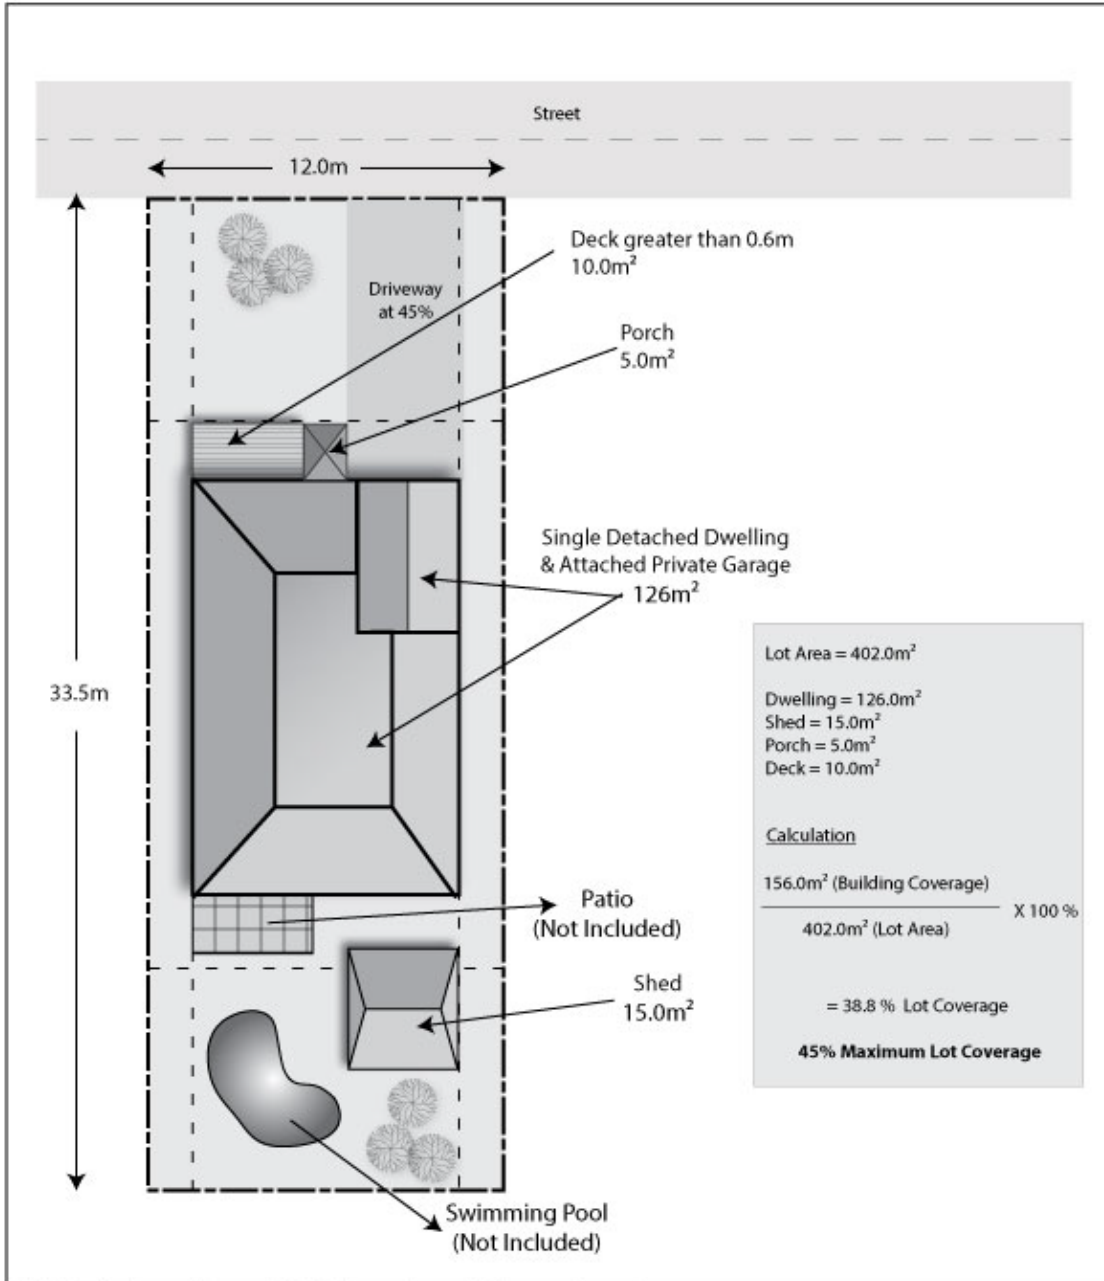 Street
12.0m
Deck greater than 0.6m
10.0m²
Driveway
at 45%
Porch
5.0m²
Single Detached Dwelling
& Attached Private Garage
126m²
33.5m
Lot Area = 402.0m²
Dwelling = 126.0m²
Shed = 15.0m²
Porch = 5.0m²
Deck = 10.0m²
Calculation
156.0m² (Building Coverage)
X 100 %
402.0m² (Lot Area)
= 38.8 % Lot Coverage
45% Maximum Lot Coverage
Patio
(Not Included)
Shed
15.0m²
Swimming Pool
(Not Included)